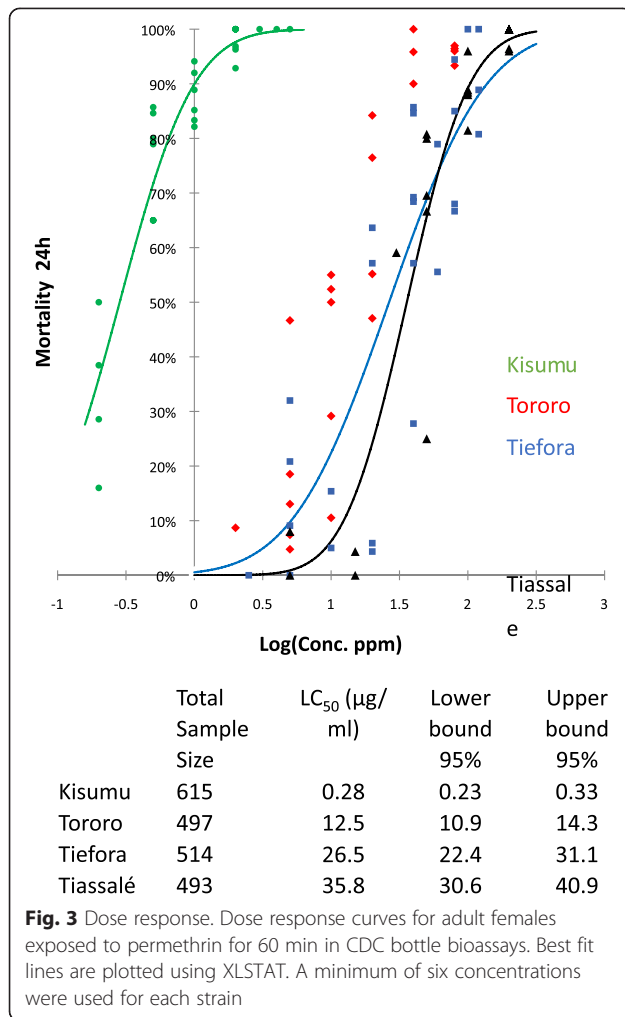 100%
90%
80%
70%
60%
50%
40%
30%
20%
10%
0%
Mortality 24h
Kisumu
Tororo
Tiefora
Tiassal
e
-1 -0.5 0 0.5 1 1.5 2 2.5 3
Log(Conc. ppm)
Total LC50 (µg/ Lower Upper
Sample ml) bound bound
Size 95% 95%
Kisumu 615 0.28 0.23 0.33
Tororo 497 12.5 10.9 14.3
Tiefora 514 26.5 22.4 31.1
Tiassalé 493 35.8 30.6 40.9
Fig. 3 Dose response. Dose response curves for adult females
exposed to permethrin for 60 min in CDC bottle bioassays. Best fit
lines are plotted using XLSTAT. A minimum of six concentrations
were used for each strain